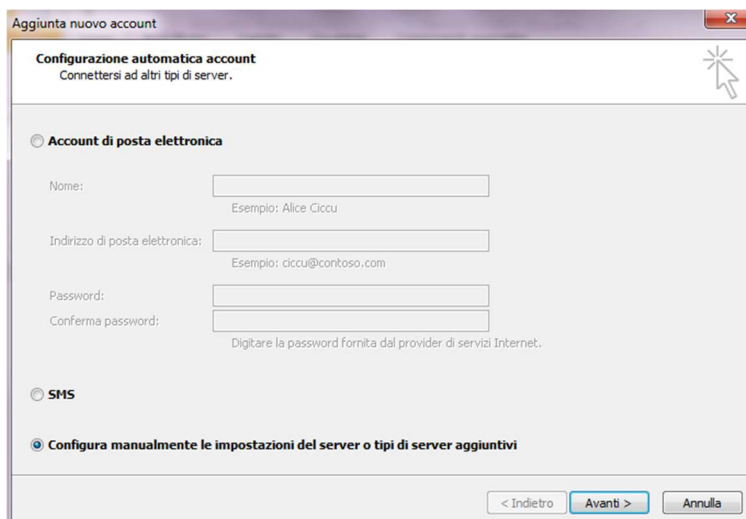 Aggiunta nuovo account
Configurazione automatica account
Connettersi ad altri tipi di server.
Account di posta elettronica
Nome:
Esempio: Alice Ciccu
Indirizzo di posta elettronica:
Esempio: ciccu@contoso.com
Password:
Conferma password:
Digitare la password fornita dal provider di servizi Internet.
SMS
Configura manualmente le impostazioni del server o tipi di server aggiuntivi
< Indietro Avanti > Annulla